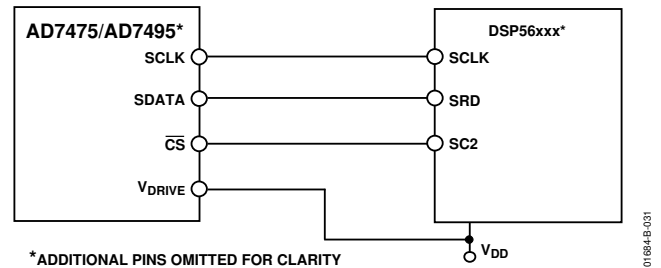 AD7475/AD7495*
SCLK
SDATA
CS
VDRIVE
DSP56xxx*
SCLK
SRD
SC2
VDD
*ADDITIONAL PINS OMITTED FOR CLARITY
01684-B-031